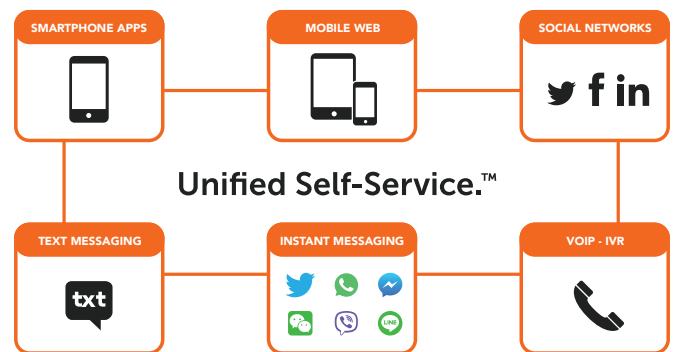 SMARTPHONE APPS
MOBILE WEB
SOCIAL NETWORKS
f in
Unified Self-Service.™
TEXT MESSAGING
INSTANT MESSAGING
VOIP - IVR
txt
LINE